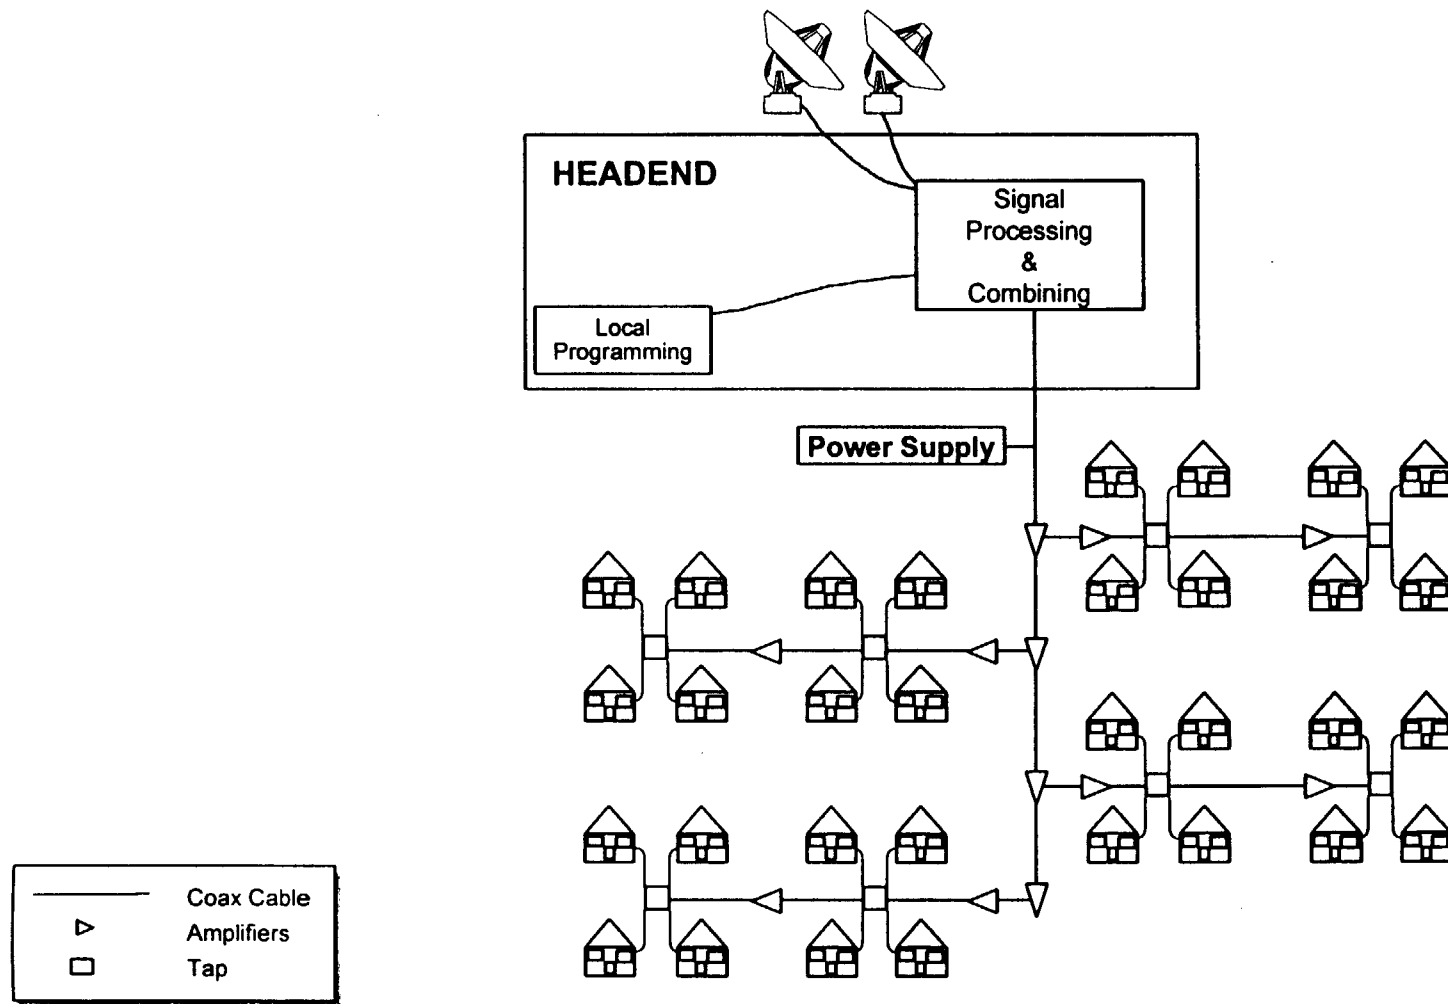 HEADEND
Signal
Processing
&
Combining
Local
Programming
Power Supply
Coax Cable
Amplifiers
Tap